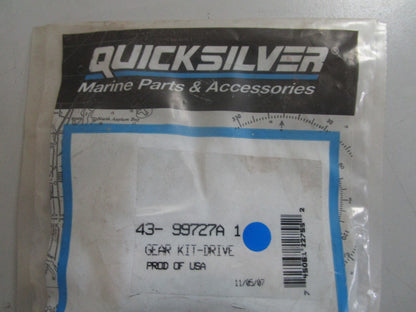 QUICKSILVER®
Marine Parts & Accessories
43- 99727A 1
GEAR KIT-DRIVE
PROD OF USA
11/05/07